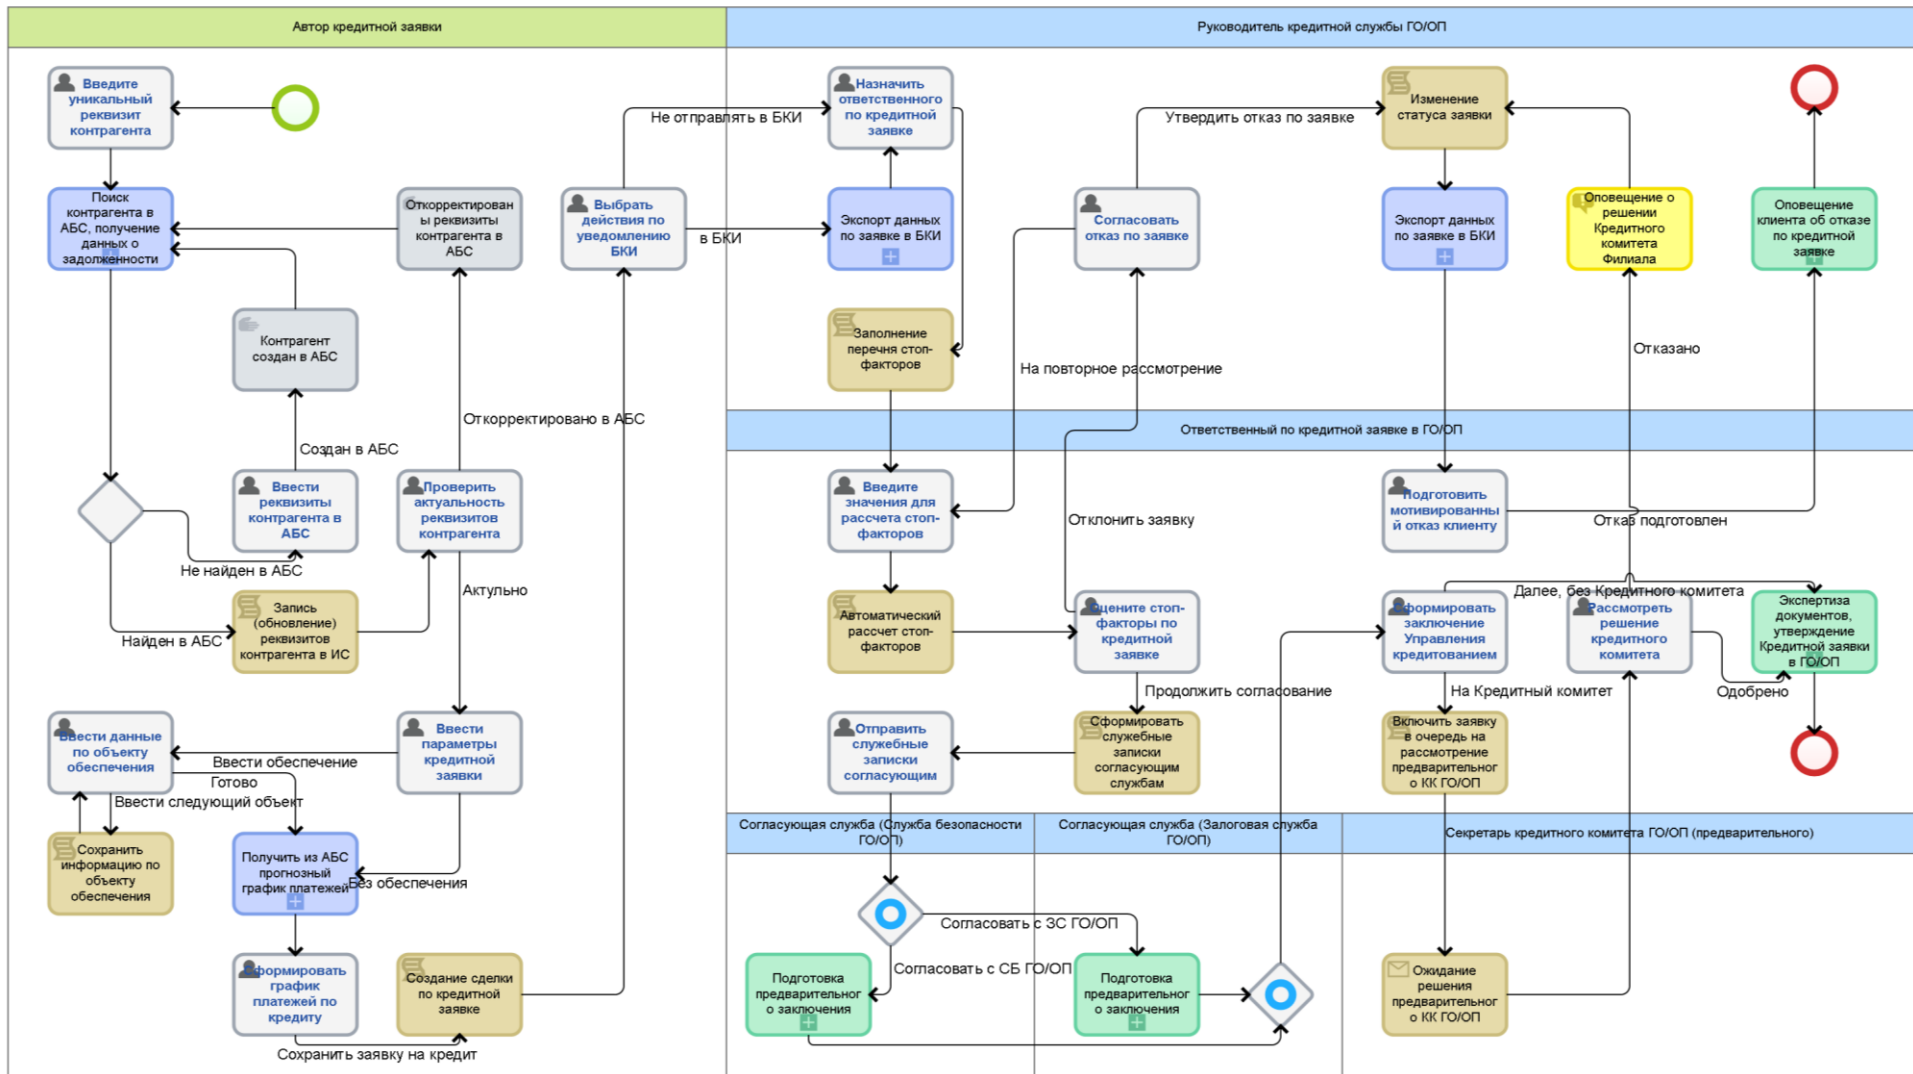 Автор кредитной заявки
Руководитель кредитной службы ГО/ОП
Введите
уникальный
реквизит
контрагента
Поиск
контрагента в
АБС, получение
данных о
задолженности
Откорректирован
ы реквизиты
контрагента в
АБС
Контрагент
создан в АБС
Откорректировано в АБС
Создан в АБС
Ввести
реквизиты
контрагента в
АБС
Проверить
актуальность
реквизитов
контрагента
Не найден в АБС
Актульно
Найден в АБС
Запись
(обновление)
реквизитов
контрагента в ИС
Ввести данные
по объекту
обеспечения
Ввести обеспечение
Готово
Ввести следующий объект
Ввести
параметры
кредитной
заявки
Сохранить
информацию по
объекту
обеспечения
Получить из АБС
прогнозный
график платежей
Без обеспечения
Сформировать
график
платежей по
кредиту
Создание сделки
по кредитной
заявке
Сохранить заявку на кредит
Выбрать
действия по
уведомлению
БКИ
Не отправлять в БКИ
в БКИ
Назначить
ответственного
по кредитной
заявке
Экспорт данных
по заявке в БКИ
Заполнение
перечня стоп-
факторов
Согласовать
отказ по заявке
Утвердить отказ по заявке
На повторное рассмотрение
Изменение
статуса заявки
Экспорт данных
по заявке в БКИ
Оповещение о
решении
Кредитного
комитета
Филиала
Оповещение
клиента об отказе
по кредитной
заявке
Отказано
Ответственный по кредитной заявке в ГО/ОП
Введите
значения для
рассчета стоп-
факторов
Отклонить заявку
Подготовить
мотивированны
й отказ клиенту
Отказ подготовлен
Автоматический
рассчет стоп-
факторов
Оцените стоп-
факторы по
кредитной
заявке
Сформировать
заключение
Управления
кредитованием
Далее, без Кредитного комитета
Рассмотреть
решение
кредитного
комитета
Экспертиза
документов,
утверждение
Кредитной заявки
в ГО/ОП
Продолжить согласование
На Кредитный комитет
Одобрено
Отправить
служебные
записки
согласующим
Сформировать
служебные
записки
согласующим
службам
Включить заявку
в очередь на
рассмотрение
предварительног
о КК ГО/ОП
Согласующая служба (Служба безопасности
ГО/ОП)
Согласующая служба (Залоговая служба
ГО/ОП)
Секретарь кредитного комитета ГО/ОП (предварительного)
Согласовать с ЗС ГО/ОП
Согласовать с СБ ГО/ОП
Подготовка
предварительног
о заключения
Подготовка
предварительног
о заключения
Ожидание
решения
предварительног
о КК ГО/ОП